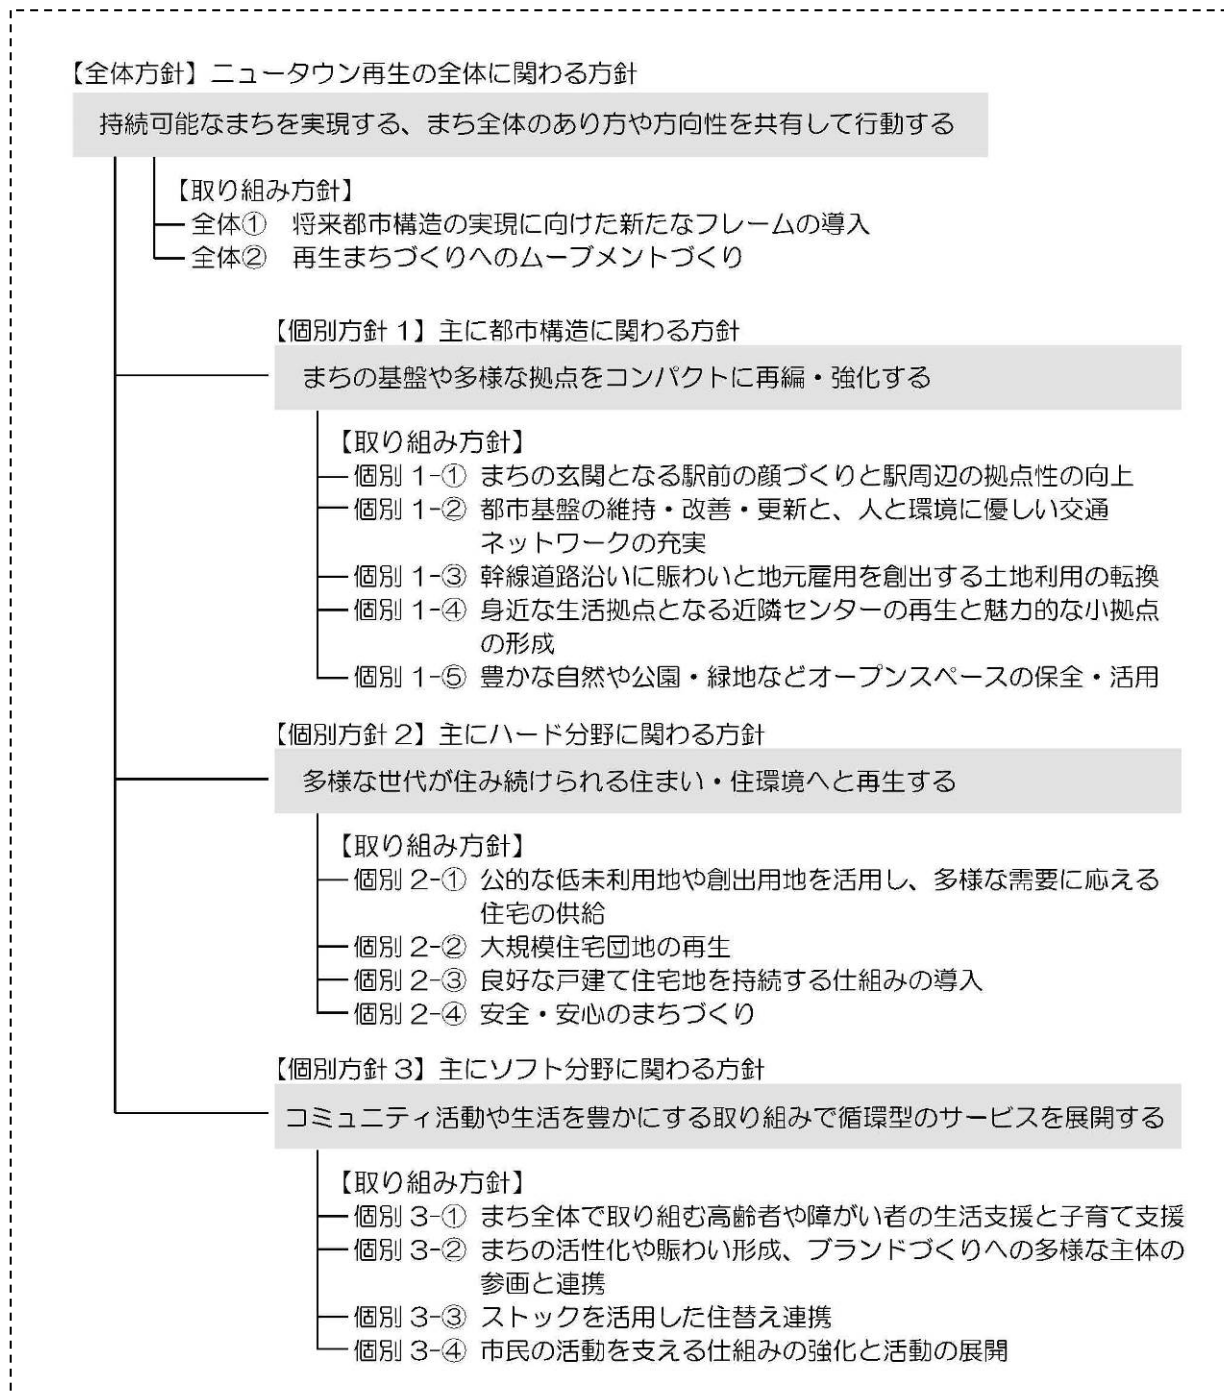 【全体方針】ニュータウン再生の全体に関わる方針
持続可能なまちを実現する、まち全体のあり方や方向性を共有して行動する
【取り組み方針】
全体① 将来都市構造の実現に向けた新たなフレームの導入
全体② 再生まちづくりへのムーブメントづくり
【個別方針1】主に都市構造に関わる方針
まちの基盤や多様な拠点をコンパクトに再編・強化する
【取り組み方針】
個別1-① まちの玄関となる駅前の顔づくりと駅周辺の拠点性の向上
個別1-② 都市基盤の維持・改善・更新と、人と環境に優しい交通
ネットワークの充実
個別1-③ 幹線道路沿いに賑わいと地元雇用を創出する土地利用の転換
個別1-④ 身近な生活拠点となる近隣センターの再生と魅力的な小拠点
の形成
個別1-⑤ 豊かな自然や公園・緑地などオープンスペースの保全・活用
【個別方針2】主にハード分野に関わる方針
多様な世代が住み続けられる住まい・住環境へと再生する
【取り組み方針】
個別2-① 公的な低未利用地や創出用地を活用し、多様な需要に応える
住宅の供給
個別2-② 大規模住宅団地の再生
個別2-③ 良好な戸建て住宅地を持続する仕組みの導入
個別2-④ 安全・安心のまちづくり
【個別方針3】主にソフト分野に関わる方針
コミュニティ活動や生活を豊かにする取り組みで循環型のサービスを展開する
【取り組み方針】
個別3-① まち全体で取り組む高齢者や障がい者の生活支援と子育て支援
個別3-② まちの活性化や賑わい形成、ブランドづくりへの多様な主体の
参画と連携
個別3-③ ストックを活用した住替え連携
個別3-④ 市民の活動を支える仕組みの強化と活動の展開